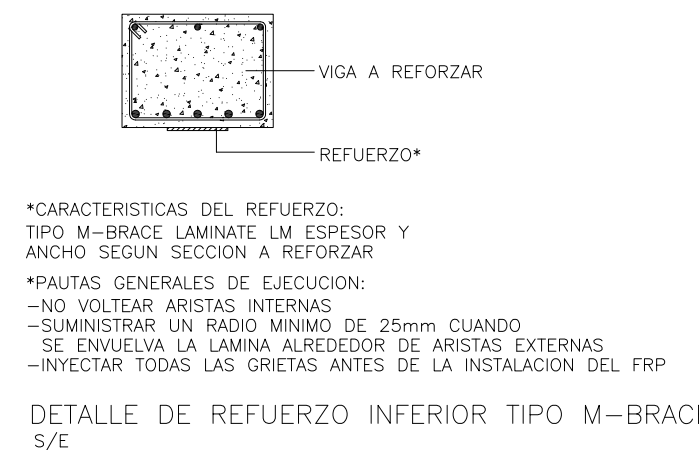 VIGA A REFORZAR
REFUERZO*
*CARACTERISTICAS DEL REFUERZO:
TIPO M-BRACE LAMINATE LM ESPESOR Y
ANCHO SEGUN SECCION A REFORZAR
*PAUTAS GENERALES DE EJECUCION:
-NO VOLTEAR ARISTAS INTERNAS
-SUMINISTRAR UN RADIO MINIMO DE 25mm CUANDO
SE ENVUELVA LA LAMINA ALREDEDOR DE ARISTAS EXTERNAS
-INYECTAR TODAS LAS GRIETAS ANTES DE LA INSTALACION DEL FRP
DETALLE DE REFUERZO INFERIOR TIPO M-BRACE
S/E